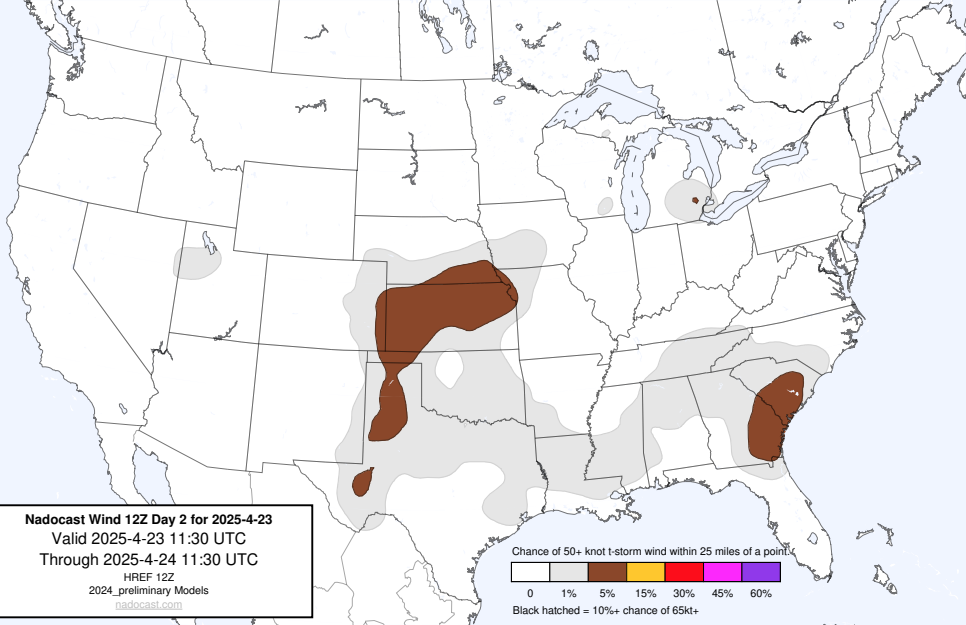 Nadocast Wind 12Z Day 2 for 2025-4-23
Valid 2025-4-23 11:30 UTC
Through 2025-4-24 11:30 UTC
HREF 12Z
2024_preliminary Models
nadocast.com
Chance of 50+ knot t-storm wind within 25 miles of a point.
0 1% 5% 15% 30% 45% 60%
Black hatched = 10%+ chance of 65kt+